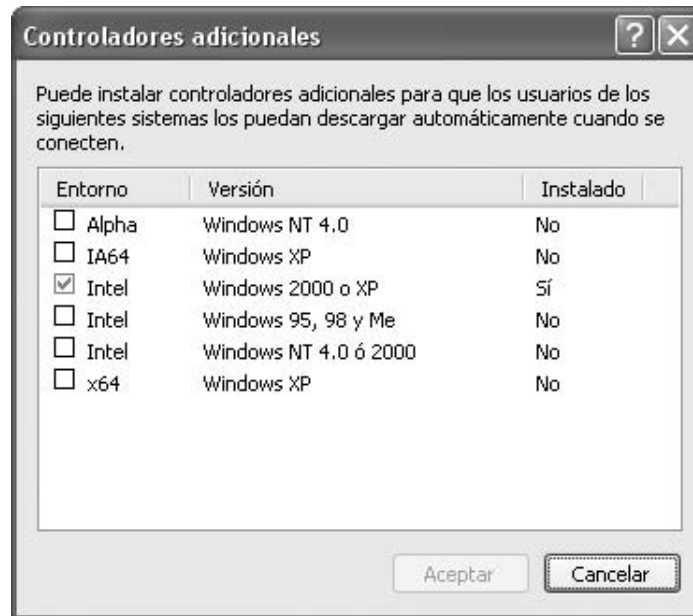 Controladores adicionales
Puede instalar controladores adicionales para que los usuarios de los
siguientes sistemas los puedan descargar automáticamente cuando se
conecten.
Entorno Versión Instalado
Alpha Windows NT 4.0 No
IA64 Windows XP No
Intel Windows 2000 o XP Sí
Intel Windows 95, 98 y Me No
Intel Windows NT 4.0 ó 2000 No
x64 Windows XP No
Aceptar Cancelar